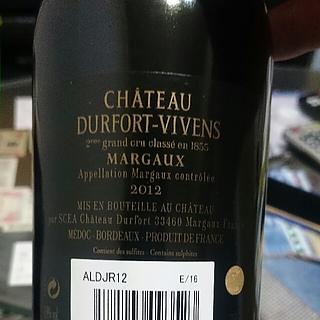 CHÂTEAU
DURFORT-VIVENS
2ème grand cru classé en 1855
MARGAUX
Appellation Margaux contrôlée
2012
MIS EN BOUTEILLE AU CHÂTEAU
par SCEA Château Durfort 33460 Margaux
MÉDOC - BORDEAUX - PRODUIT DE FRANCE
Contient des sulfites - Contains sulphites
ALDJR12 E/16